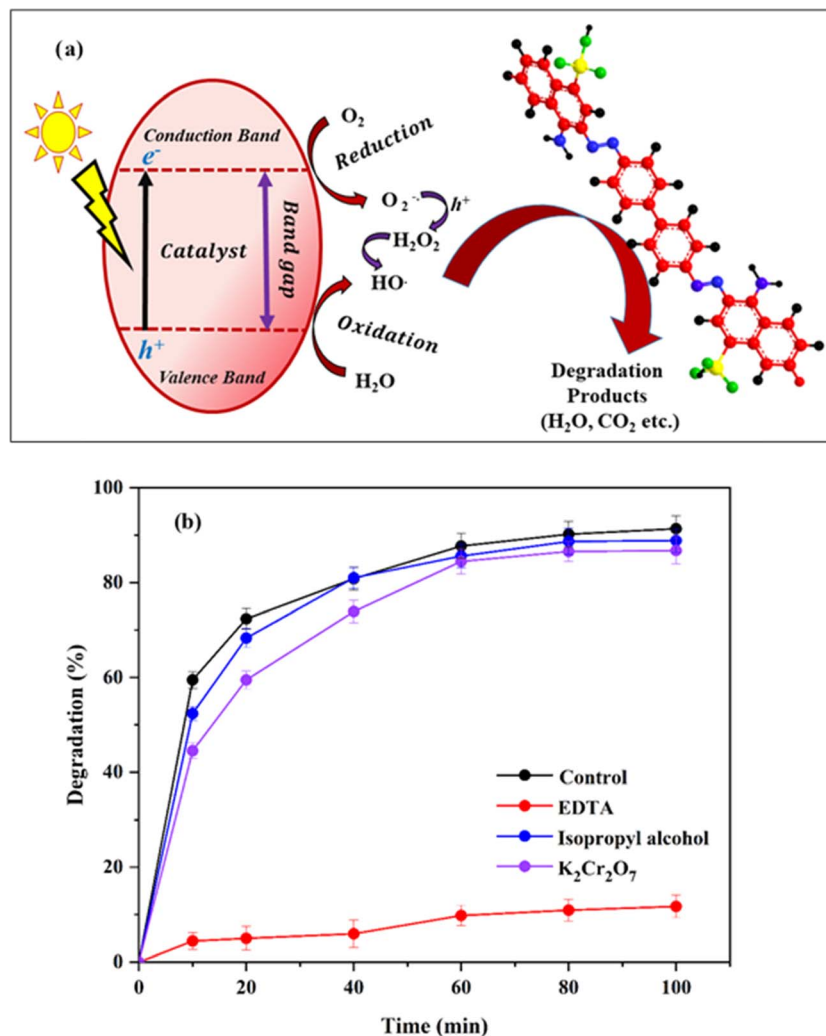 (a)
Conduction Band
e⁻
Catalyst
Band gap
h⁺
Valence Band
O₂
Reduction
O₂⁻·
h⁺
H₂O₂
HO·
Oxidation
H₂O
Degradation
Products
(H₂O, CO₂ etc.)
(b)
Degradation (%)
100
80
60
40
20
0
Control
EDTA
Isopropyl alcohol
K₂Cr₂O₇
0 20 40 60 80 100
Time (min)